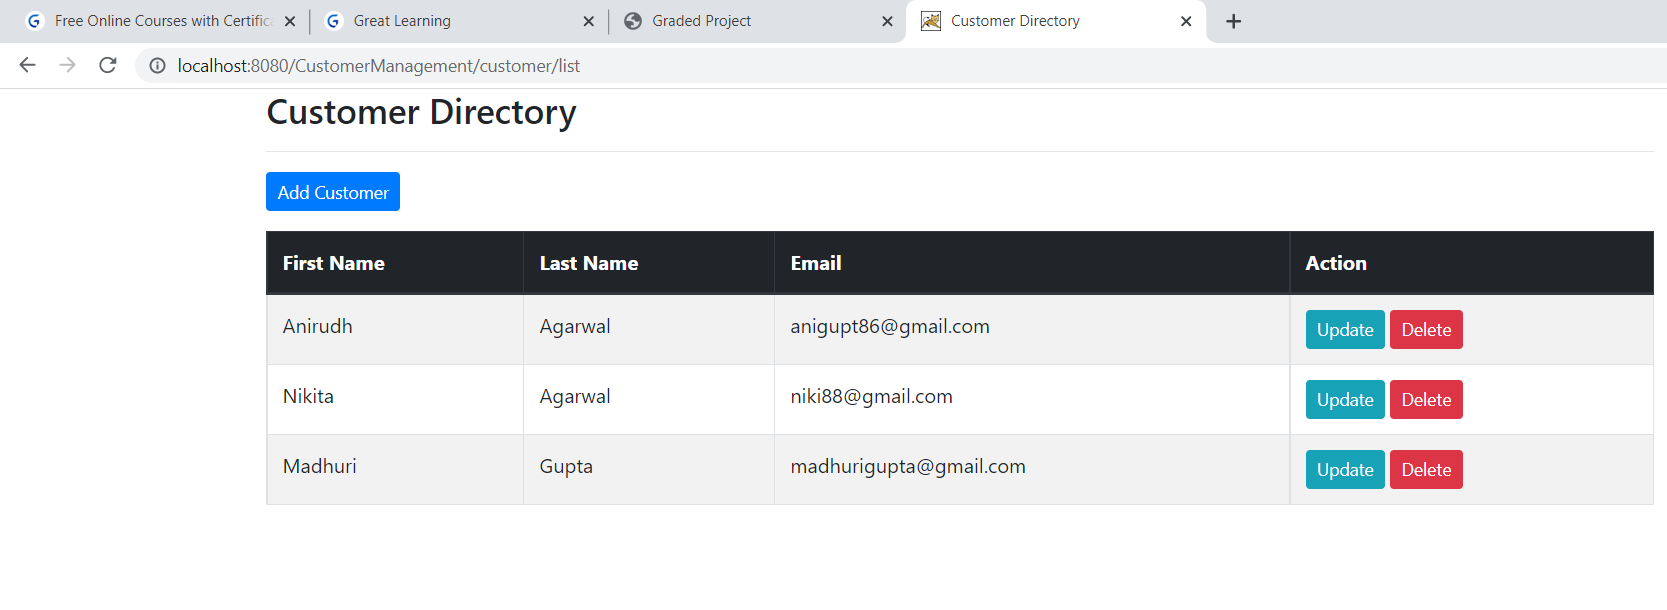 Free Online Courses with Certifica
Great Learning
Graded Project
Customer Directory
localhost:8080/CustomerManagement/customer/list
Customer Directory
Add Customer
First Name Last Name Email Action
Anirudh Agarwal anigupt86@gmail.com Update Delete
Nikita Agarwal niki88@gmail.com Update Delete
Madhuri Gupta madhurigupta@gmail.com Update Delete